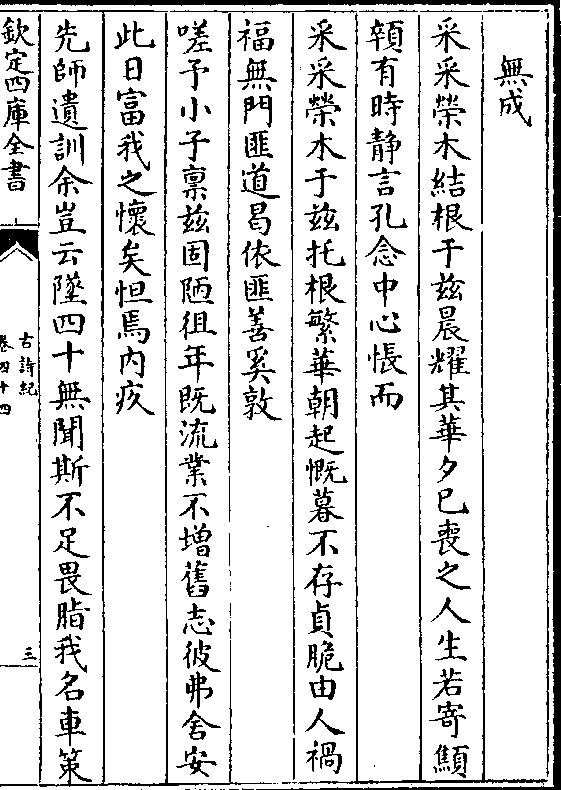 無成
采采榮木結根于兹晨耀其華夕已喪之人生若寄顯
顇有時静言孔念中心悵而
采采榮木于兹托根繁華朝起慨暮不存貞脆由人禍
福無門匪道曷依匪善奚敦
嗟予小子禀兹固陋徂年既流業不增舊志彼弗舍安
此日富我之懷矣怛焉内疚
先師遺訓余豈云墜四十無聞斯不足畏脂我名車策
欽定四庫全書
古詩紀
卷四十四
三